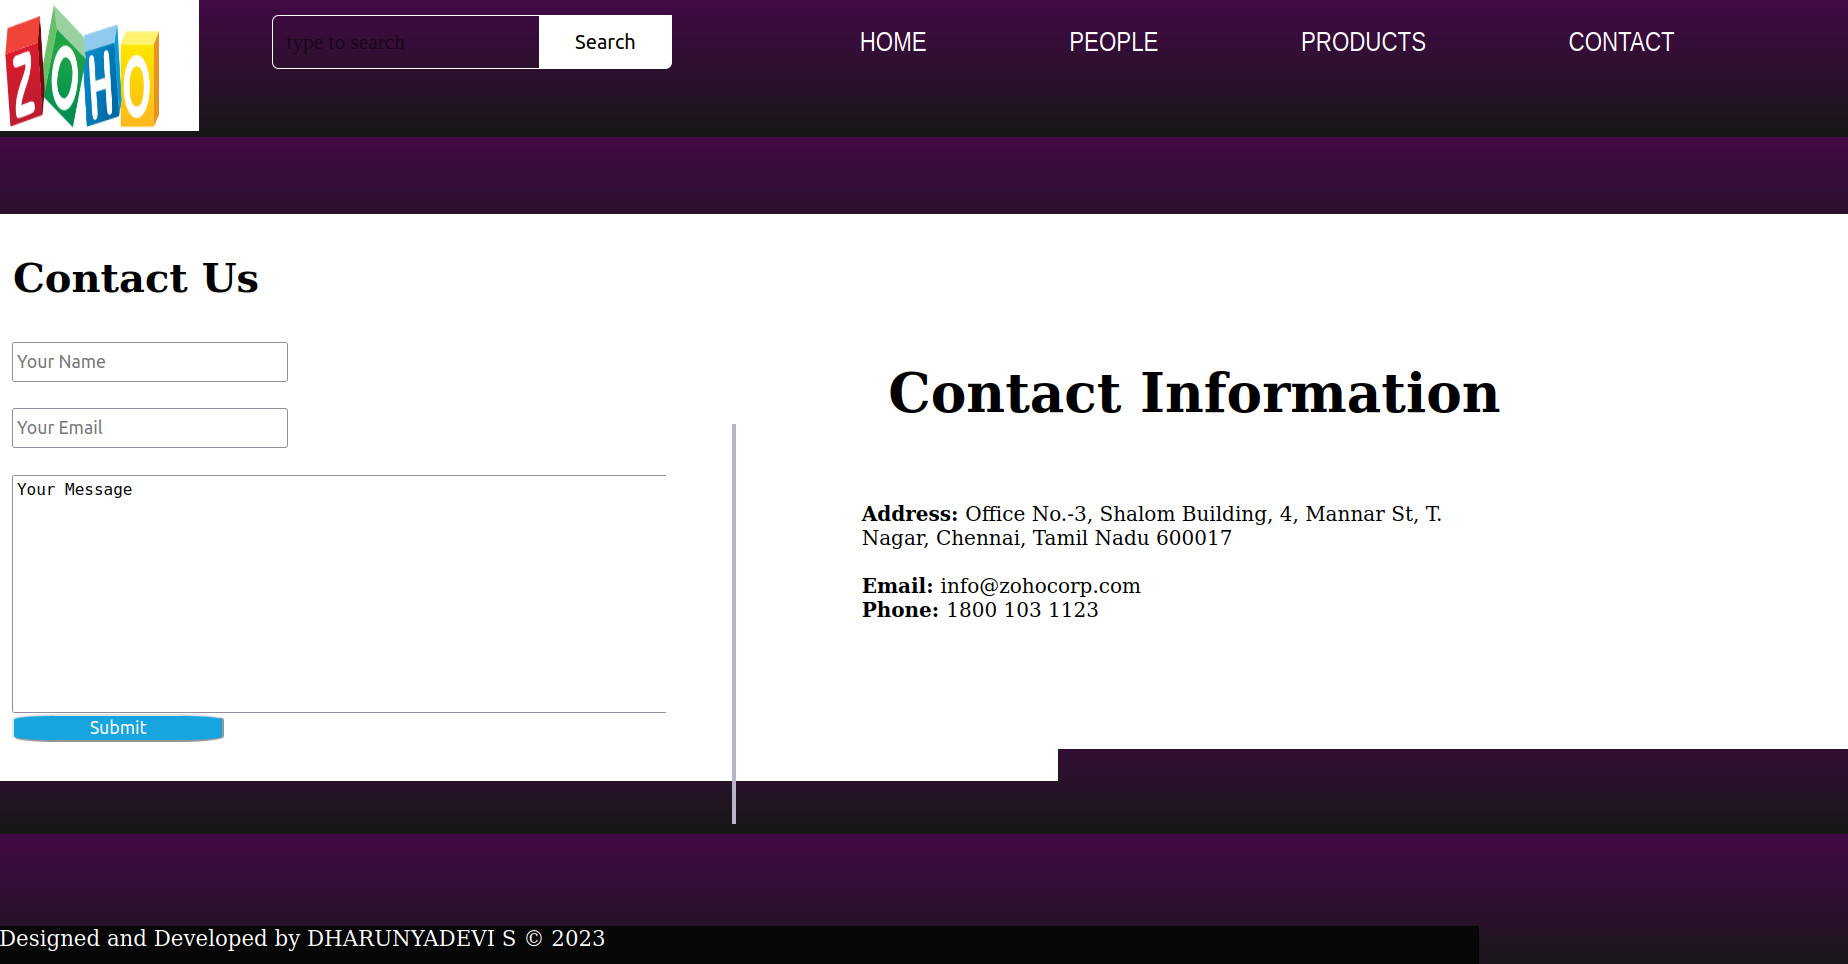 ZOHO
type to search
Search
HOME
PEOPLE
PRODUCTS
CONTACT
Contact Us
Your Name
Your Email
Your Message
Submit
Contact Information
Address: Office No.-3, Shalom Building, 4, Mannar St, T.
Nagar, Chennai, Tamil Nadu 600017
Email: info@zohocorp.com
Phone: 1800 103 1123
Designed and Developed by DHARUNYADEVI S © 2023